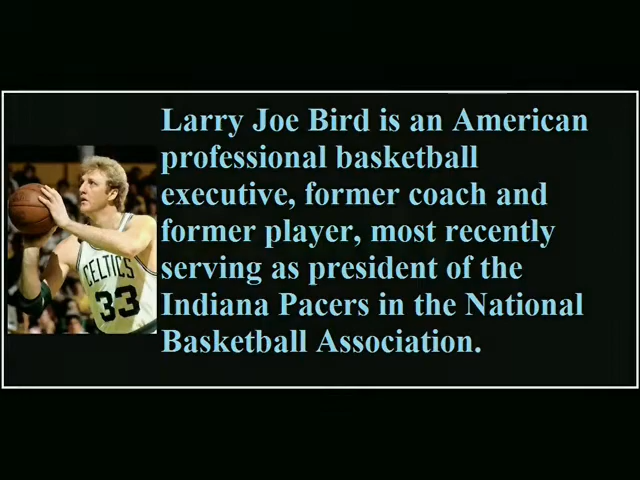 Larry Joe Bird is an American
professional basketball
executive, former coach and
former player, most recently
serving as president of the
Indiana Pacers in the National
Basketball Association.
CELTICS
33